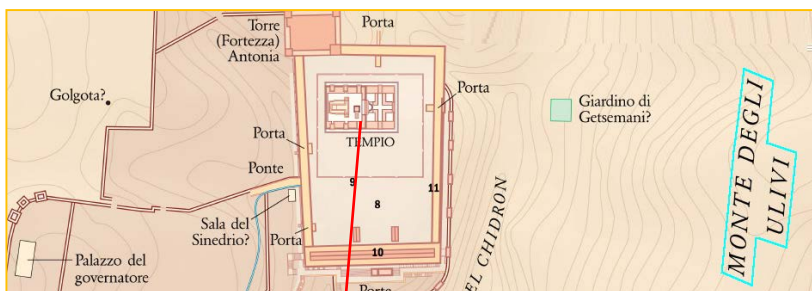 Torre
(Fortezza)
Antonia
Porta
Golgota?
Porta
Giardino di
Getsemani?
MONTE DEGLI
ULIVI
Porta
TEMPIO
Ponte
9
11
8
Sala del
Sinedrio?
Porta
EL CHIDRON
10
Palazzo del
governatore
Porte